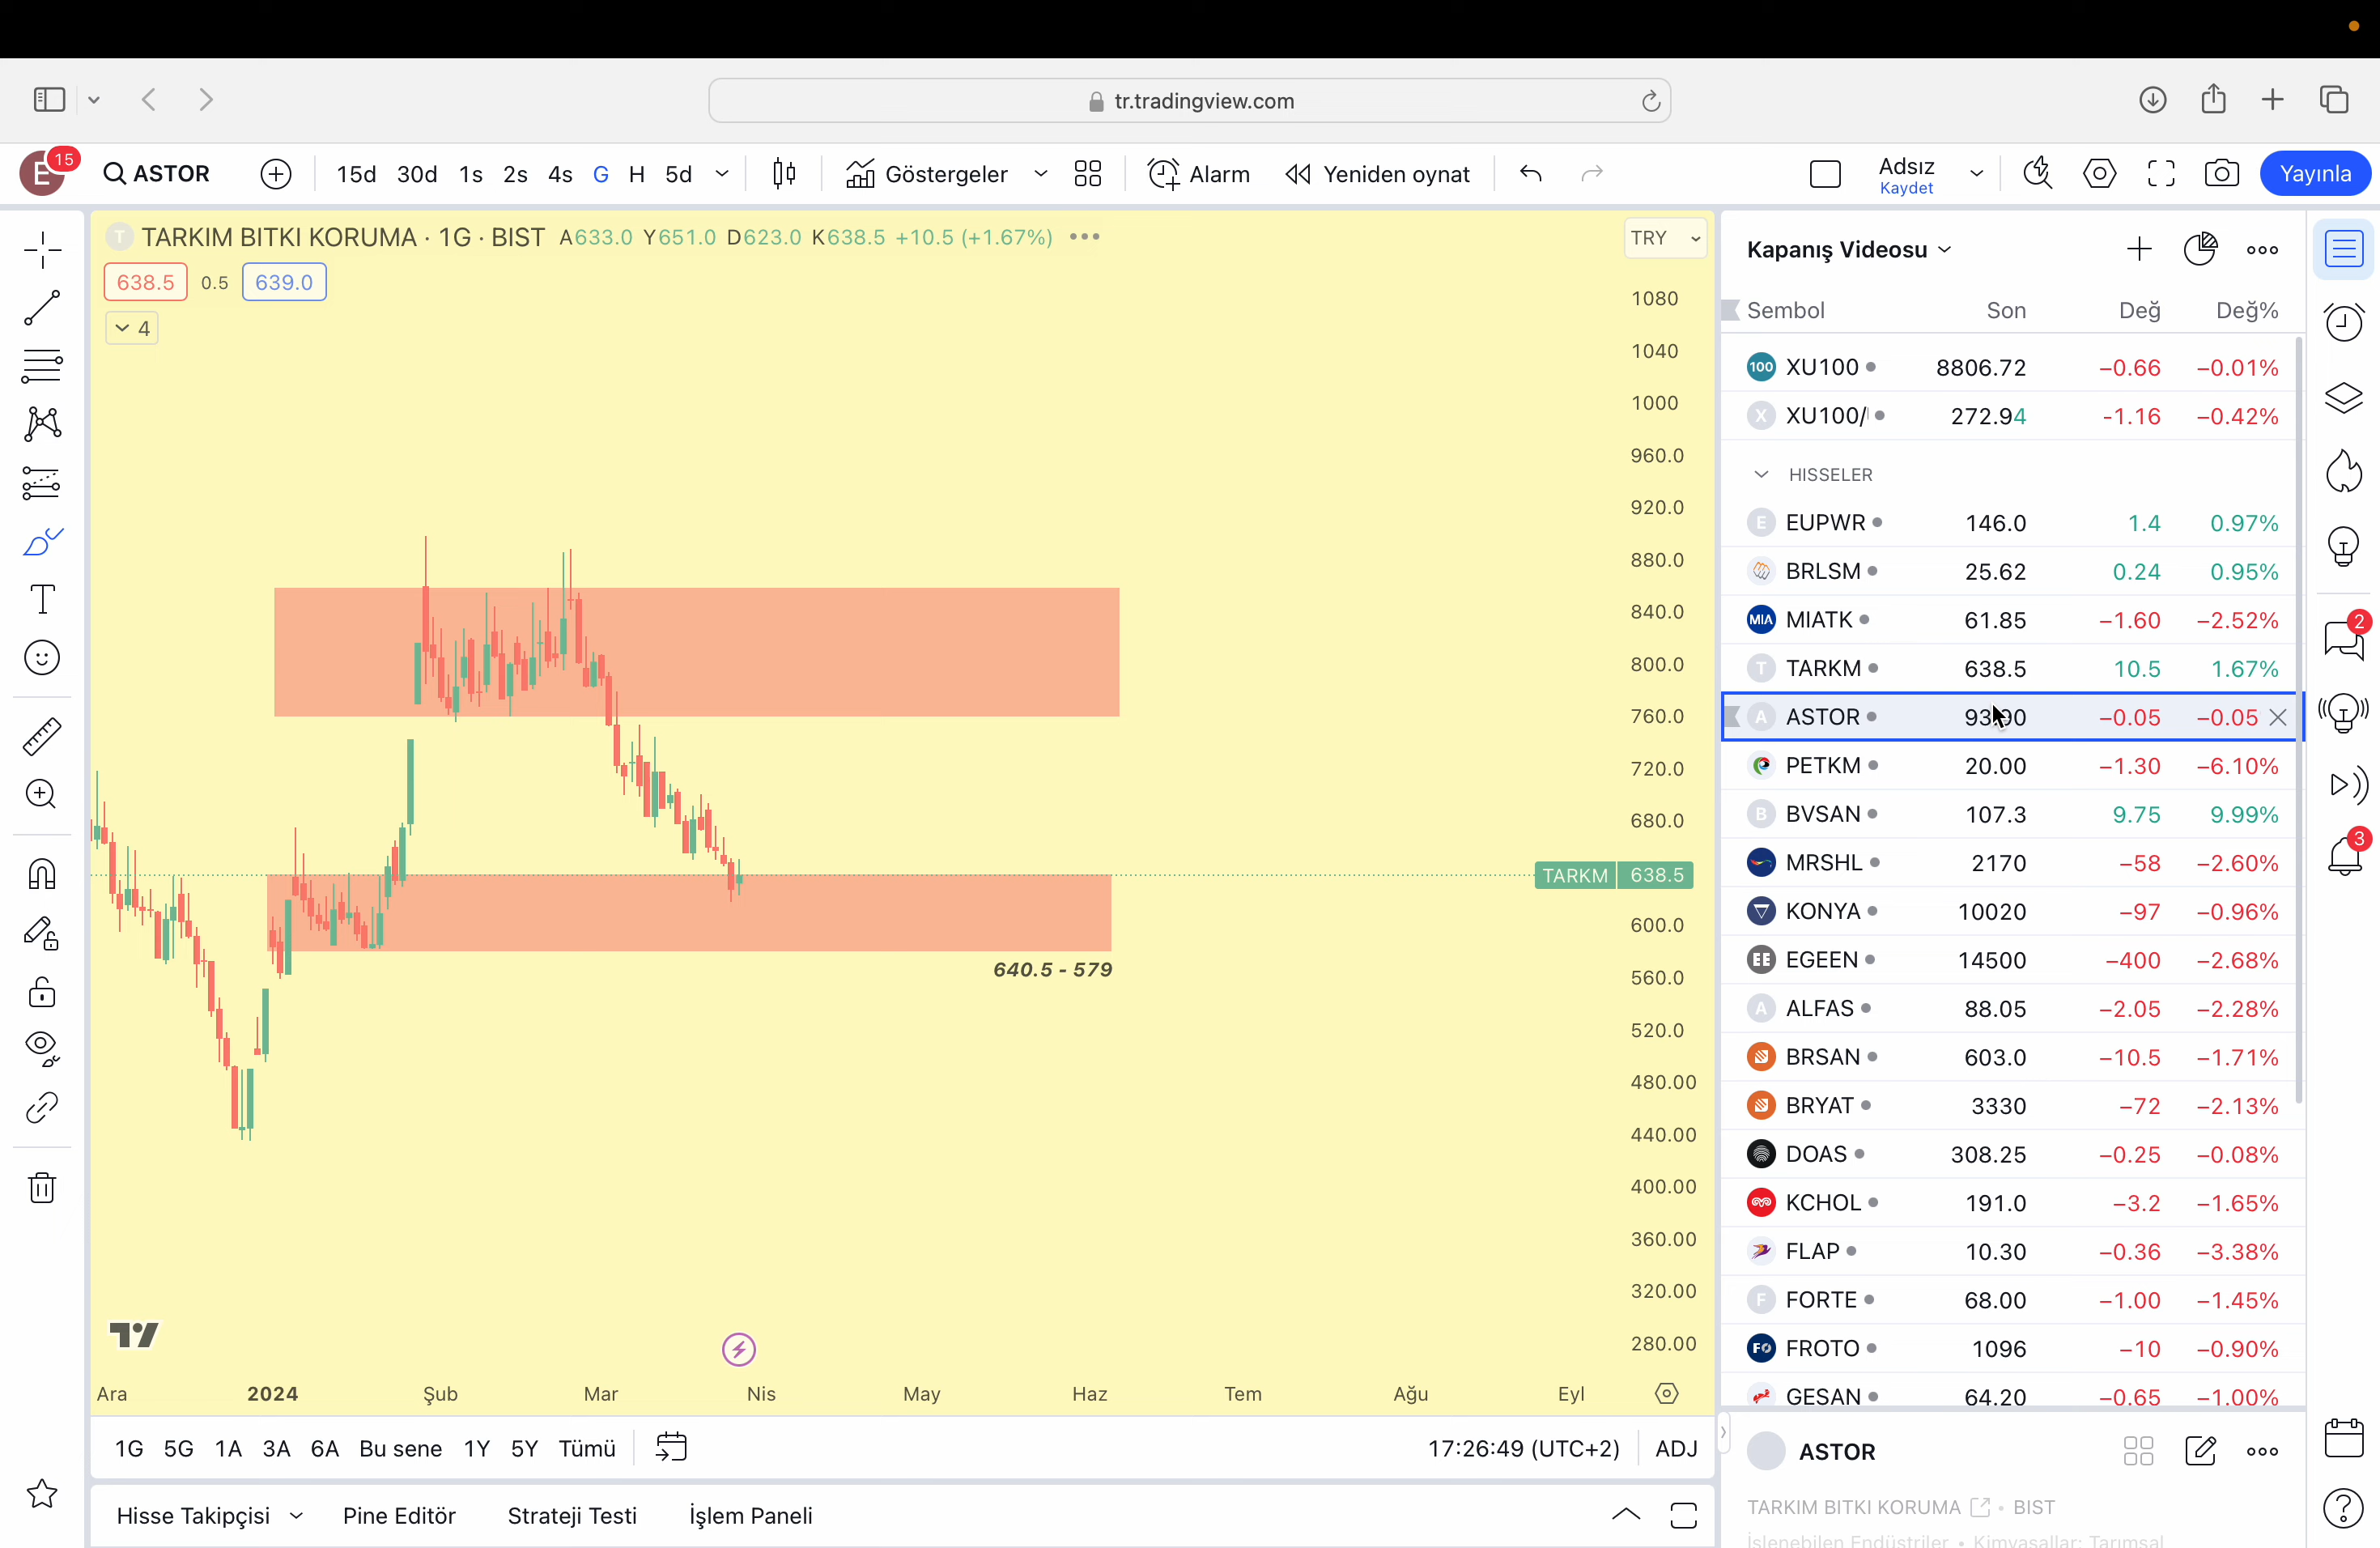 tr.tradingview.com
E 15 ASTOR 15d 30d 1s 2s 4s G H 5d Göstergeler Alarm Yeniden oynat Adsız Yayınla
Kaydet
T TARKIM BITKI KORUMA · 1G · BIST A633.0 Y651.0 D623.0 K638.5 +10.5 (+1.67%)
TRY
638.5 0.5 639.0
4
1080
1040
1000
960.0
920.0
880.0
840.0
800.0
760.0
720.0
680.0
TARKM 638.5
600.0
560.0
520.0
480.00
440.00
400.00
360.00
320.00
280.00
640.5 - 579
Ara 2024 Şub Mar Nis May Haz Tem Ağu Eyl
1G 5G 1A 3A 6A Bu sene 1Y 5Y Tümü 17:26:49 (UTC+2) ADJ
Hisse Takipçisi Pine Editör Strateji Testi İşlem Paneli
Kapanış Videosu
Sembol Son Değ Değ%
100 XU100 8806.72 −0.66 −0.01%
X XU100/ 272.94 -1.16 −0.42%
HISSELER
E EUPWR 146.0 1.4 0.97%
BRLSM 25.62 0.24 0.95%
MIA MIATK 61.85 −1.60 −2.52%
T TARKM 638.5 10.5 1.67%
A ASTOR −0.05 −0.05
PETKM 20.00 −1.30 −6.10%
B BVSAN 107.3 9.75 9.99%
MRSHL 2170 −58 −2.60%
KONYA 10020 −97 −0.96%
EE EGEEN 14500 −400 −2.68%
A ALFAS 88.05 −2.05 −2.28%
BRSAN 603.0 −10.5 −1.71%
BRYAT 3330 −72 −2.13%
DOAS 308.25 −0.25 −0.08%
KCHOL 191.0 −3.2 −1.65%
FLAP 10.30 −0.36 −3.38%
F FORTE 68.00 −1.00 −1.45%
FO FROTO 1096 −10 −0.90%
GESAN 64.20 −0.65 −1.00%
ASTOR
TARKIM BITKI KORUMA • BIST
İşlenebilen Endüstriler • Kimyasallar: Tarımsal
2
3